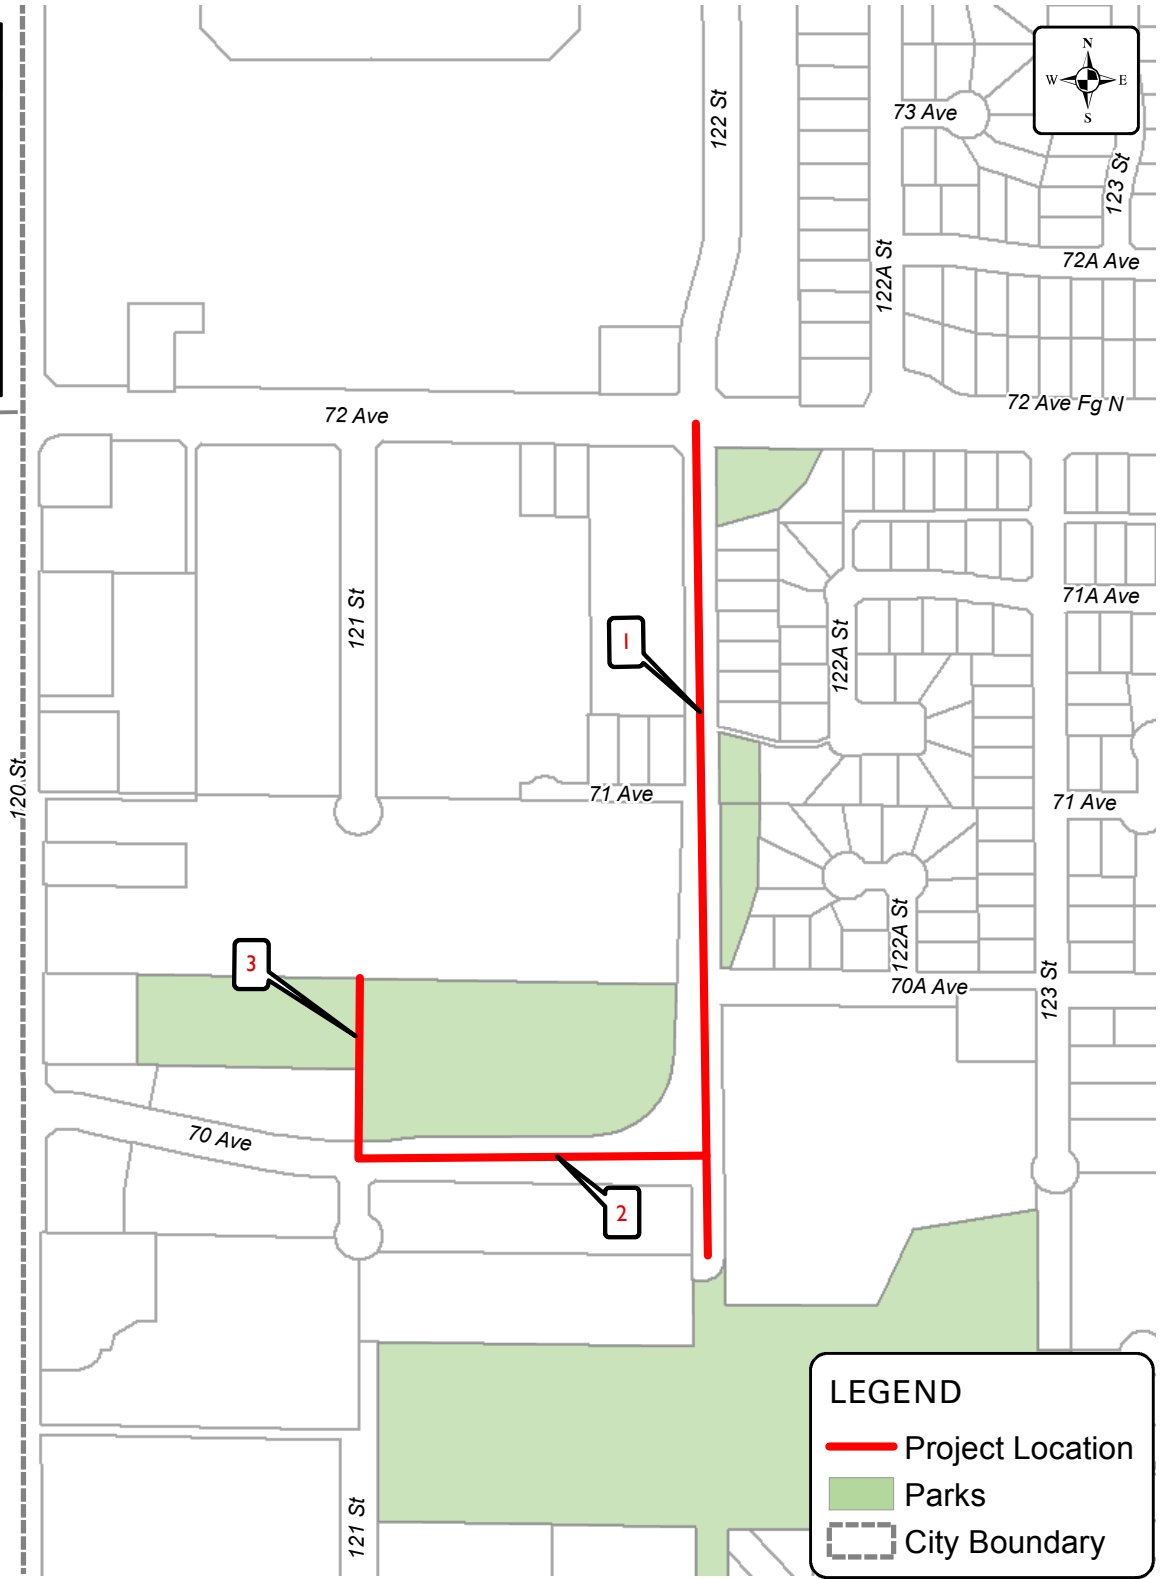 N
W E
S
122 St
73 Ave
123 St
122A St
72A Ave
72 Ave
72 Ave Fg N
121 St
1
122A St
71A Ave
120 St
71 Ave
71 Ave
3
122A St
70A Ave
123 St
70 Ave
2
121 St
LEGEND
Project Location
Parks
City Boundary